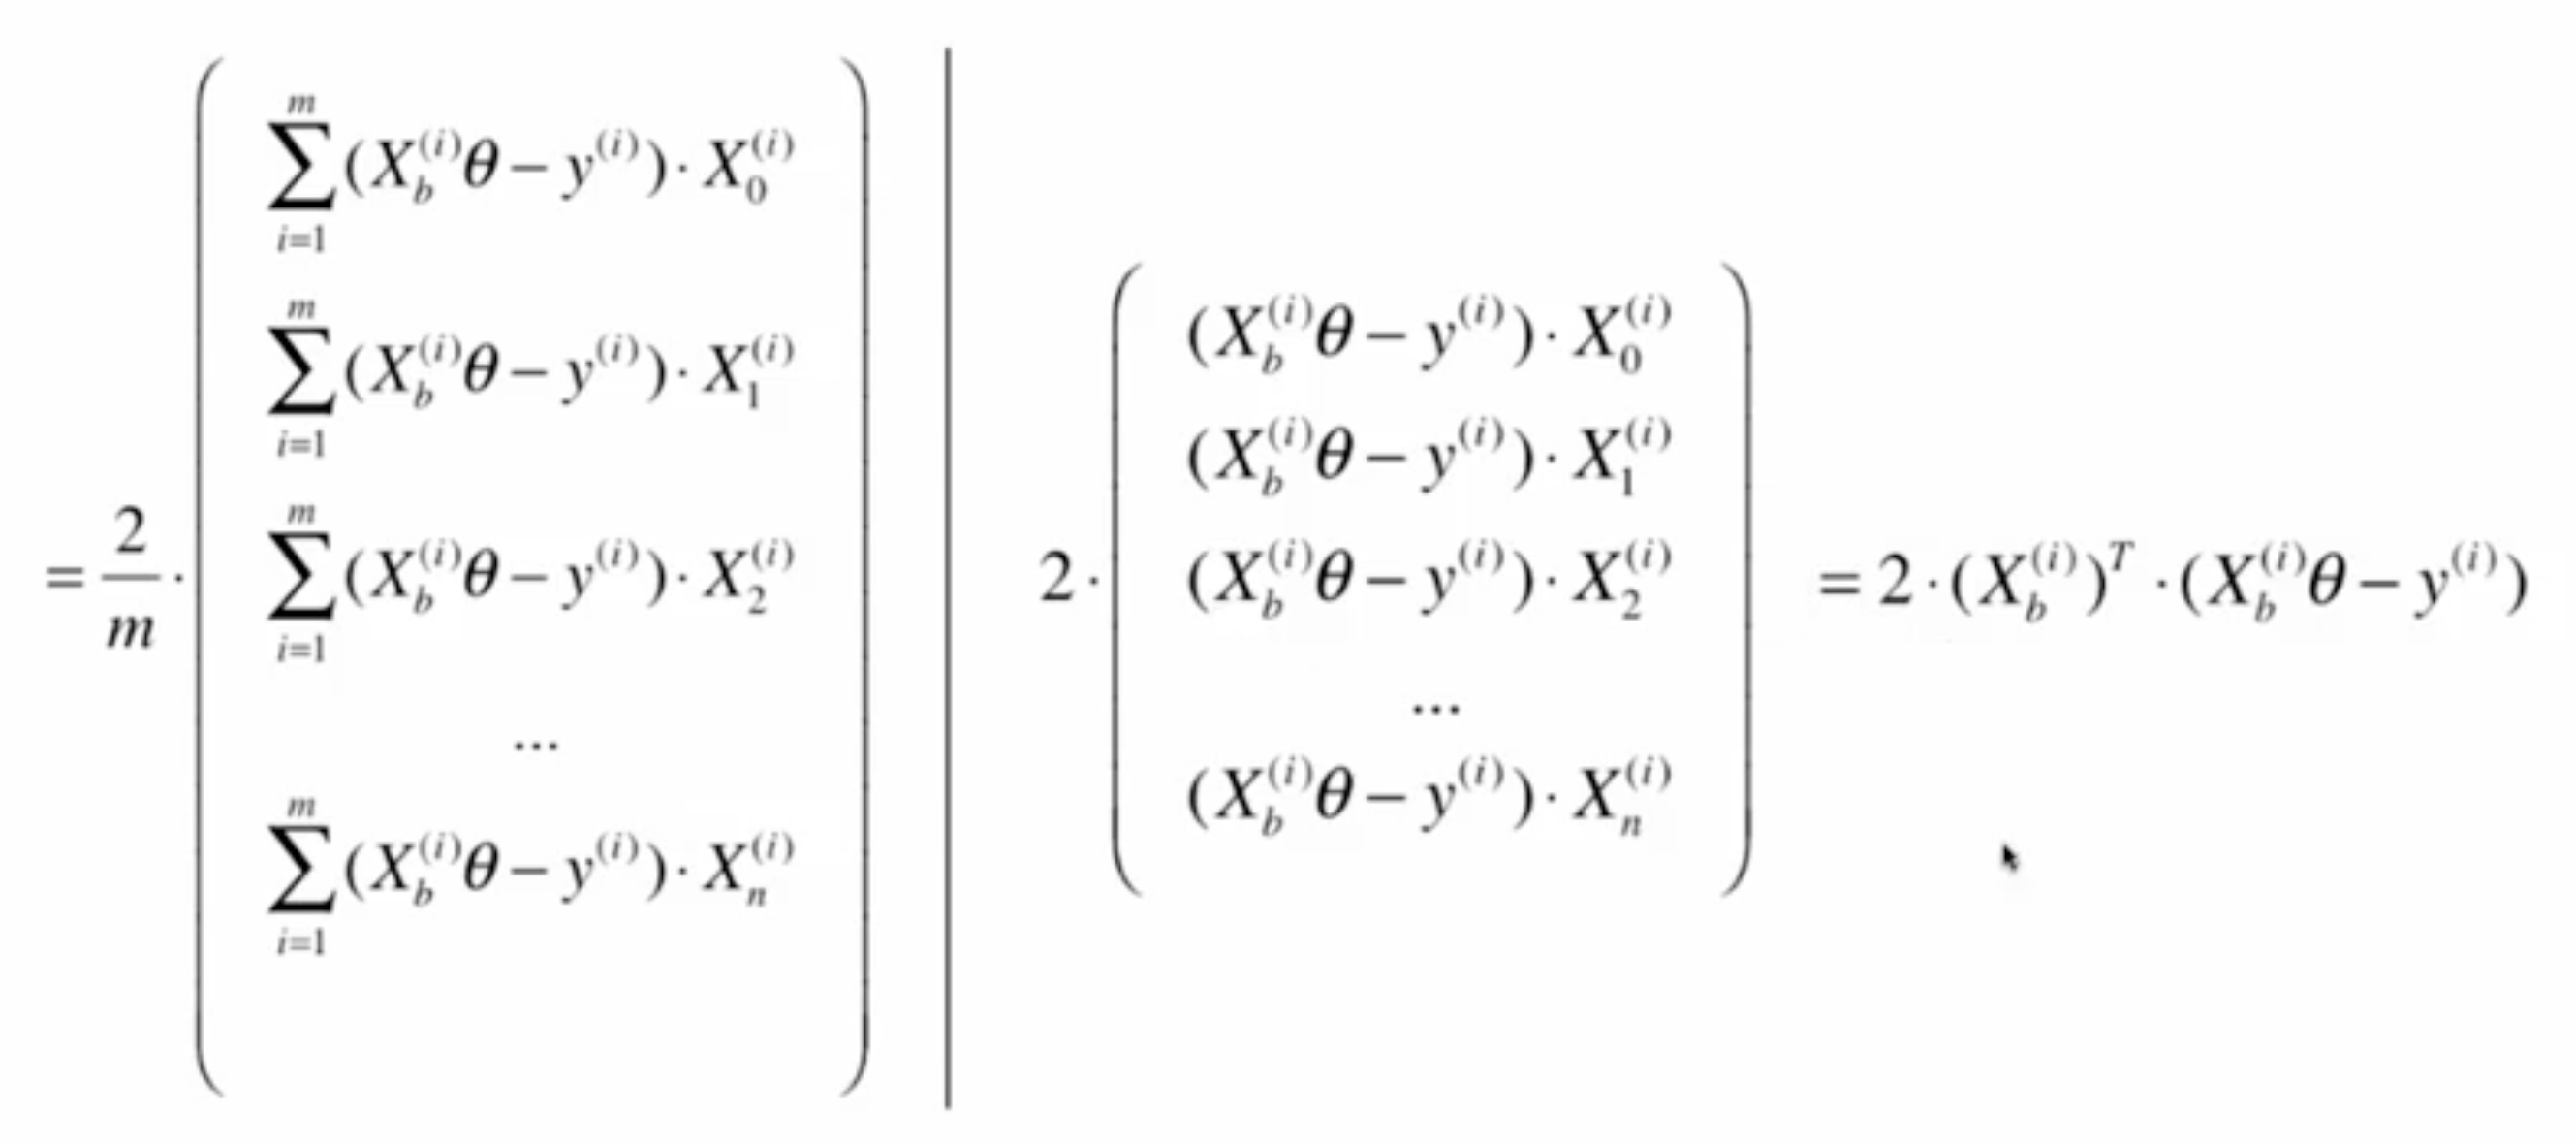 = \frac{2}{m} \cdot \begin{pmatrix} \sum_{i=1}^{m} (X_b^{(i)}\theta - y^{(i)}) \cdot X_0^{(i)} \\ \sum_{i=1}^{m} (X_b^{(i)}\theta - y^{(i)}) \cdot X_1^{(i)} \\ \sum_{i=1}^{m} (X_b^{(i)}\theta - y^{(i)}) \cdot X_2^{(i)} \\ \cdots \\ \sum_{i=1}^{m} (X_b^{(i)}\theta - y^{(i)}) \cdot X_n^{(i)} \end{pmatrix}
2 \cdot \begin{pmatrix} (X_b^{(i)}\theta - y^{(i)}) \cdot X_0^{(i)} \\ (X_b^{(i)}\theta - y^{(i)}) \cdot X_1^{(i)} \\ (X_b^{(i)}\theta - y^{(i)}) \cdot X_2^{(i)} \\ \cdots \\ (X_b^{(i)}\theta - y^{(i)}) \cdot X_n^{(i)} \end{pmatrix} = 2 \cdot (X_b^{(i)})^T \cdot (X_b^{(i)}\theta - y^{(i)})